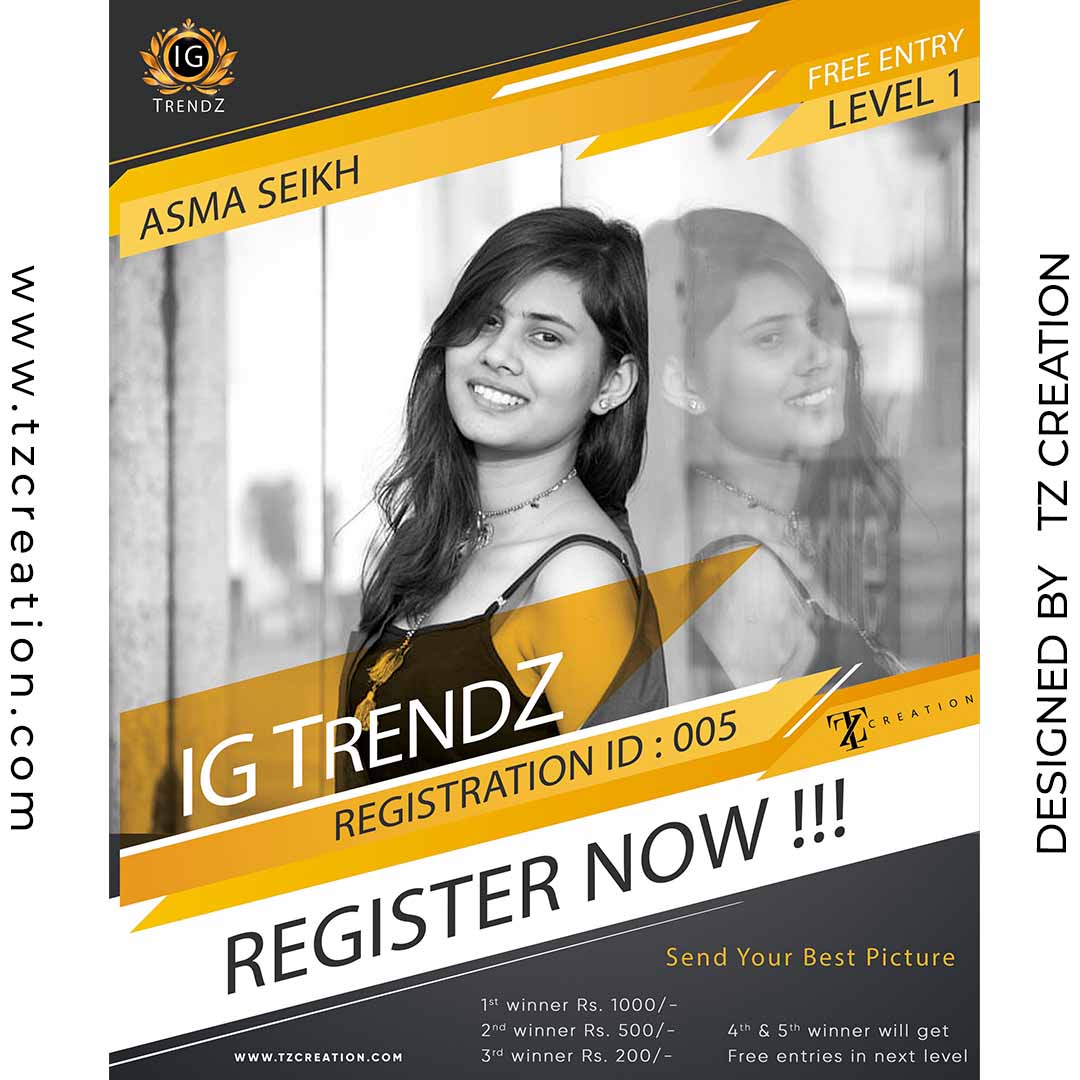 IG
TRENDZ
FREE ENTRY
LEVEL 1
ASMA SEIKH
www.tzcreation.com
DESIGNED BY TZ CREATION
IG TRENDZ
REGISTRATION ID : 005
TZ CREATION
REGISTER NOW !!!
Send Your Best Picture
1st winner Rs. 1000/-
2nd winner Rs. 500/-
3rd winner Rs. 200/-
4th & 5th winner will get
Free entries in next level
WWW.TZCREATION.COM